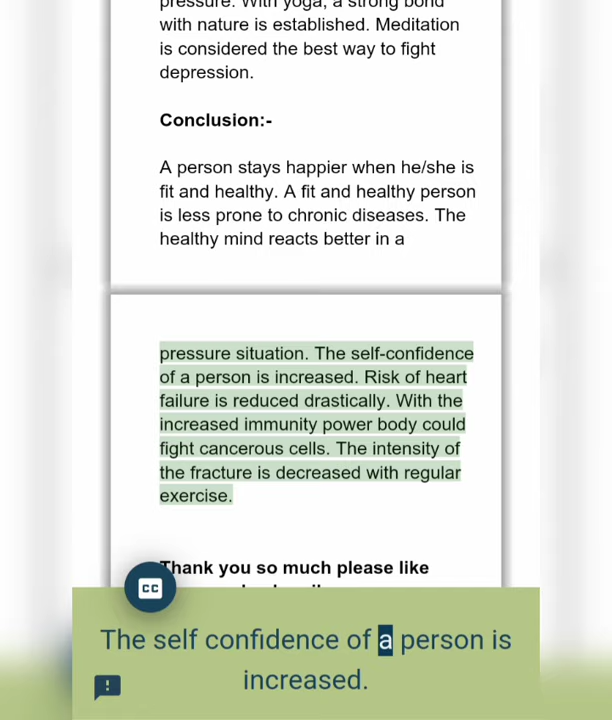 pressure. With yoga, a strong bond
with nature is established. Meditation
is considered the best way to fight
depression.
Conclusion:-
A person stays happier when he/she is
fit and healthy. A fit and healthy person
is less prone to chronic diseases. The
healthy mind reacts better in a
pressure situation. The self-confidence
of a person is increased. Risk of heart
failure is reduced drastically. With the
increased immunity power body could
fight cancerous cells. The intensity of
the fracture is decreased with regular
exercise.
Thank you so much please like
CC
The self confidence of a person is
increased.